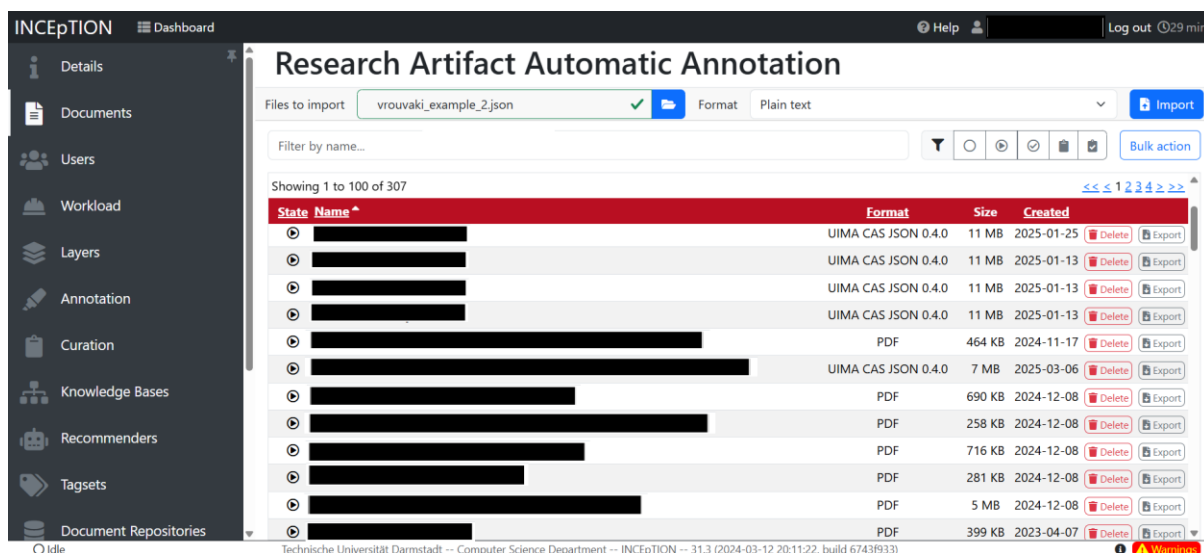 INCEpTION Dashboard Help Log out 29 min
Details
Documents
Users
Workload
Layers
Annotation
Curation
Knowledge Bases
Recommenders
Tagsets
Document Repositories
Research Artifact Automatic Annotation
Files to import vrouvaki_example_2.json Format Plain text Import
Filter by name... Bulk action
Showing 1 to 100 of 307 << < 1 2 3 4 > >>
State Name Format Size Created
UIMA CAS JSON 0.4.0 11 MB 2025-01-25 Delete Export
UIMA CAS JSON 0.4.0 11 MB 2025-01-13 Delete Export
UIMA CAS JSON 0.4.0 11 MB 2025-01-13 Delete Export
UIMA CAS JSON 0.4.0 11 MB 2025-01-13 Delete Export
PDF 464 KB 2024-11-17 Delete Export
UIMA CAS JSON 0.4.0 7 MB 2025-03-06 Delete Export
PDF 690 KB 2024-12-08 Delete Export
PDF 258 KB 2024-12-08 Delete Export
PDF 716 KB 2024-12-08 Delete Export
PDF 281 KB 2024-12-08 Delete Export
PDF 5 MB 2024-12-08 Delete Export
PDF 399 KB 2023-04-07 Delete Export
Idle Technische Universität Darmstadt -- Computer Science Department -- INCEpTION -- 31.3 (2024-03-12 20:11:22, build 6743f933) Warnings